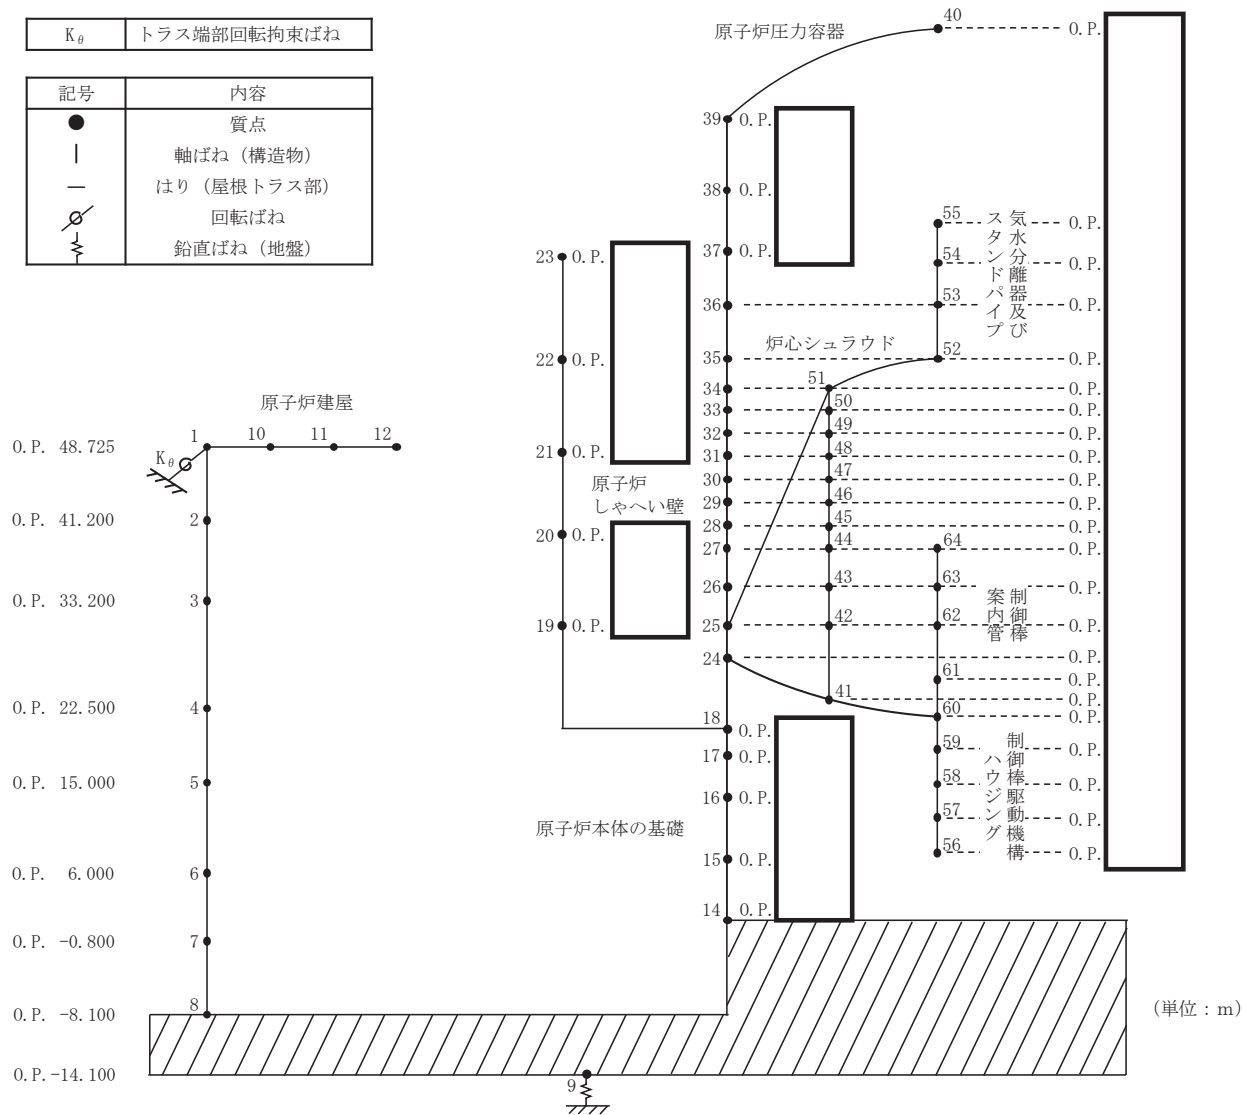 Kθ トラス端部回転拘束ばね
記号 内容
質点
軸ばね（構造物）
はり（屋根トラス部）
回転ばね
鉛直ばね（地盤）
原子炉建屋
O.P. 48.725
Kθ
1
10
11
12
O.P. 41.200
2
O.P. 33.200
3
O.P. 22.500
4
O.P. 15.000
5
O.P. 6.000
6
O.P. -0.800
7
O.P. -8.100
8
O.P.-14.100
9
23 O.P.
22 O.P.
21 O.P.
原子炉
しゃへい壁
20 O.P.
19 O.P.
原子炉圧力容器
40 O.P.
39 O.P.
38 O.P.
37 O.P.
36
35
34
33
32
31
30
29
28
27
26
25
24
18 O.P.
17 O.P.
16 O.P.
15 O.P.
14 O.P.
原子炉本体の基礎
炉心シュラウド
51
50
49
48
47
46
45
44
43
42
41
気水分離器及び
スタンドパイプ
55 O.P.
54 O.P.
53 O.P.
52 O.P.
O.P.
O.P.
O.P.
O.P.
O.P.
O.P.
O.P.
64 O.P.
63 O.P.
62 O.P.
制御棒
案内管
O.P.
61 O.P.
O.P.
60 O.P.
59 O.P.
58 O.P.
57 O.P.
56 O.P.
制御棒駆動機構
ハウジング
（単位：m）